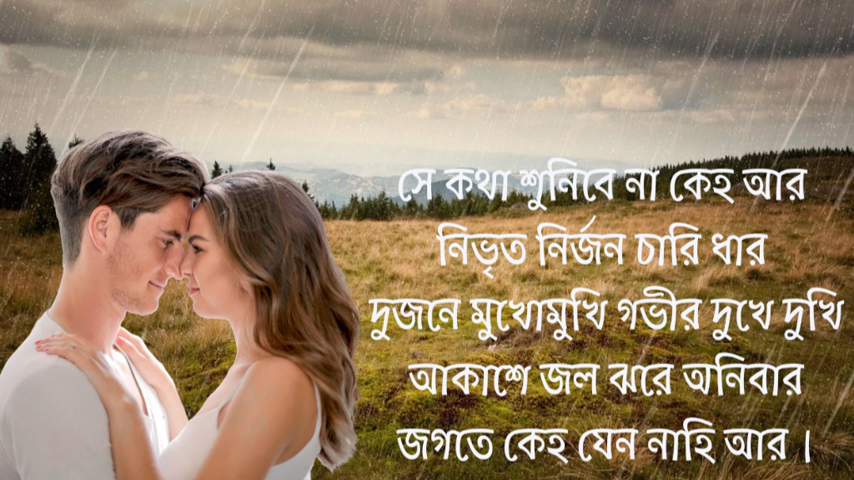 সে কথা শুনিবে না কেহ আর
নিভৃত নির্জন চারি ধার
দুজনে মুখোমুখি গভীর দুখে দুখি
আকাশে জল ঝরে অনিবার
জগতে কেহ যেন নাহি আর ।